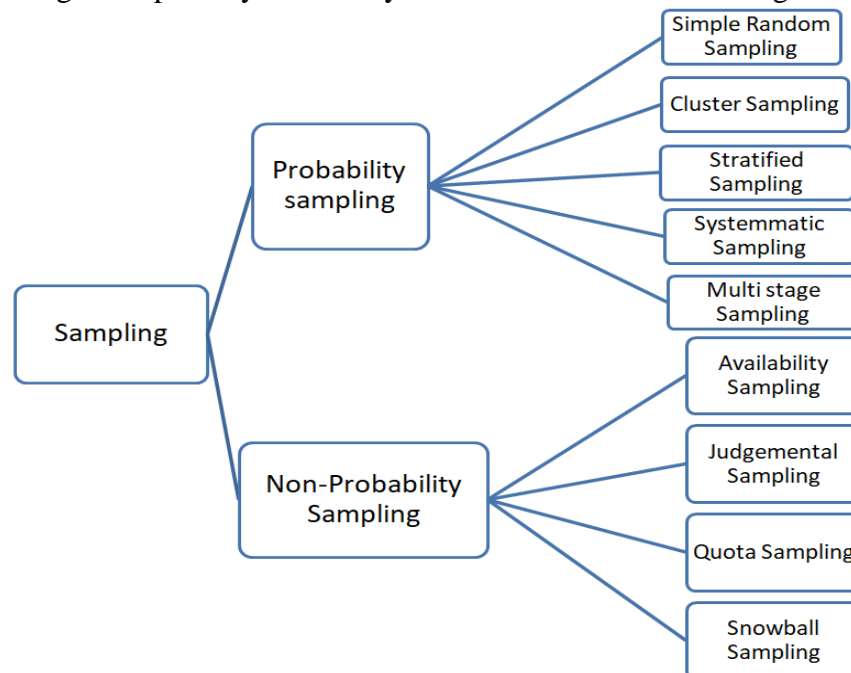 Simple Random
Sampling
Cluster Sampling
Probability
sampling
Stratified
Sampling
Systemmatic
Sampling
Multi stage
Sampling
Sampling
Availability
Sampling
Non-Probability
Sampling
Judgemental
Sampling
Quota Sampling
Snowball
Sampling